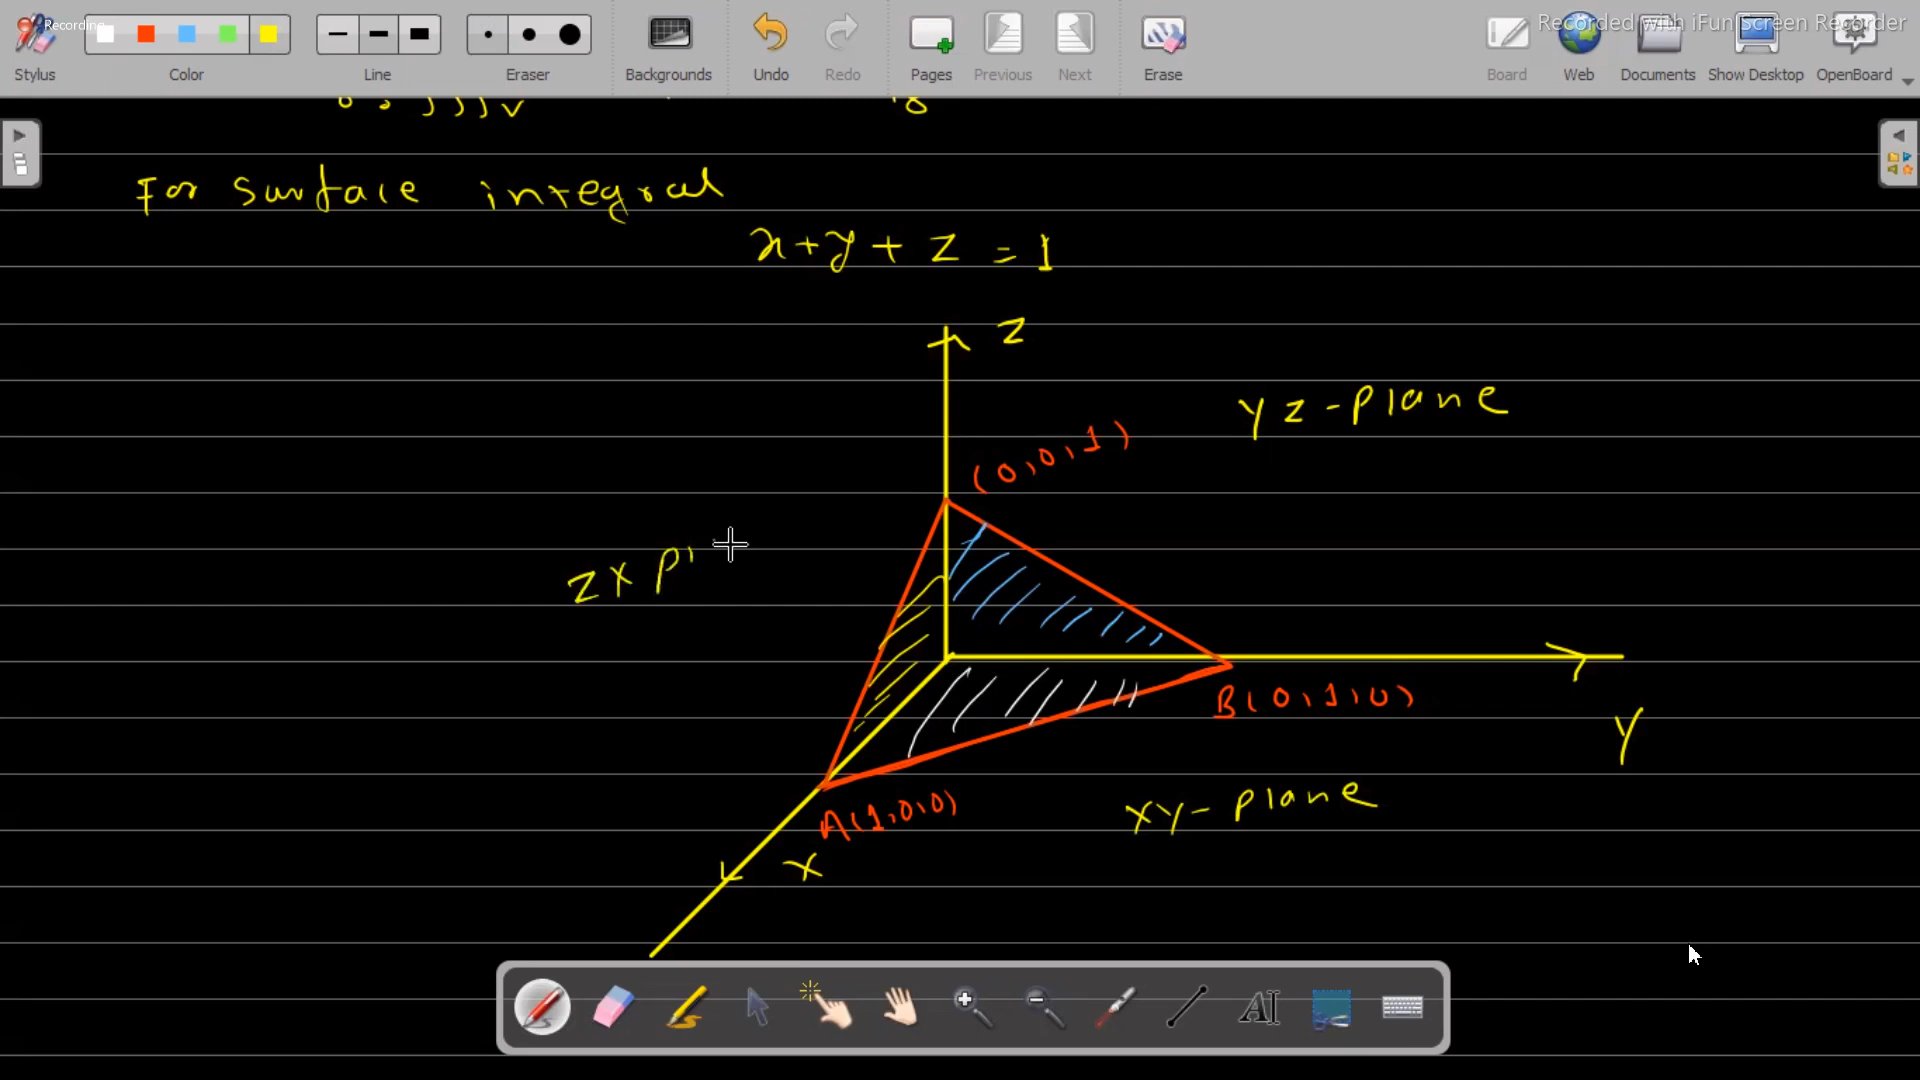 Recording
Recorded with iFun Screen Recorder
Stylus Color Line Eraser Backgrounds Undo Redo Pages Previous Next Erase Board Web Documents Show Desktop OpenBoard
For surface integral
x+y+z=1
Z
YZ-Plane
(0,0,1)
ZX Pl
B(0,1,0)
Y
A(1,0,0)
XY-Plane
X